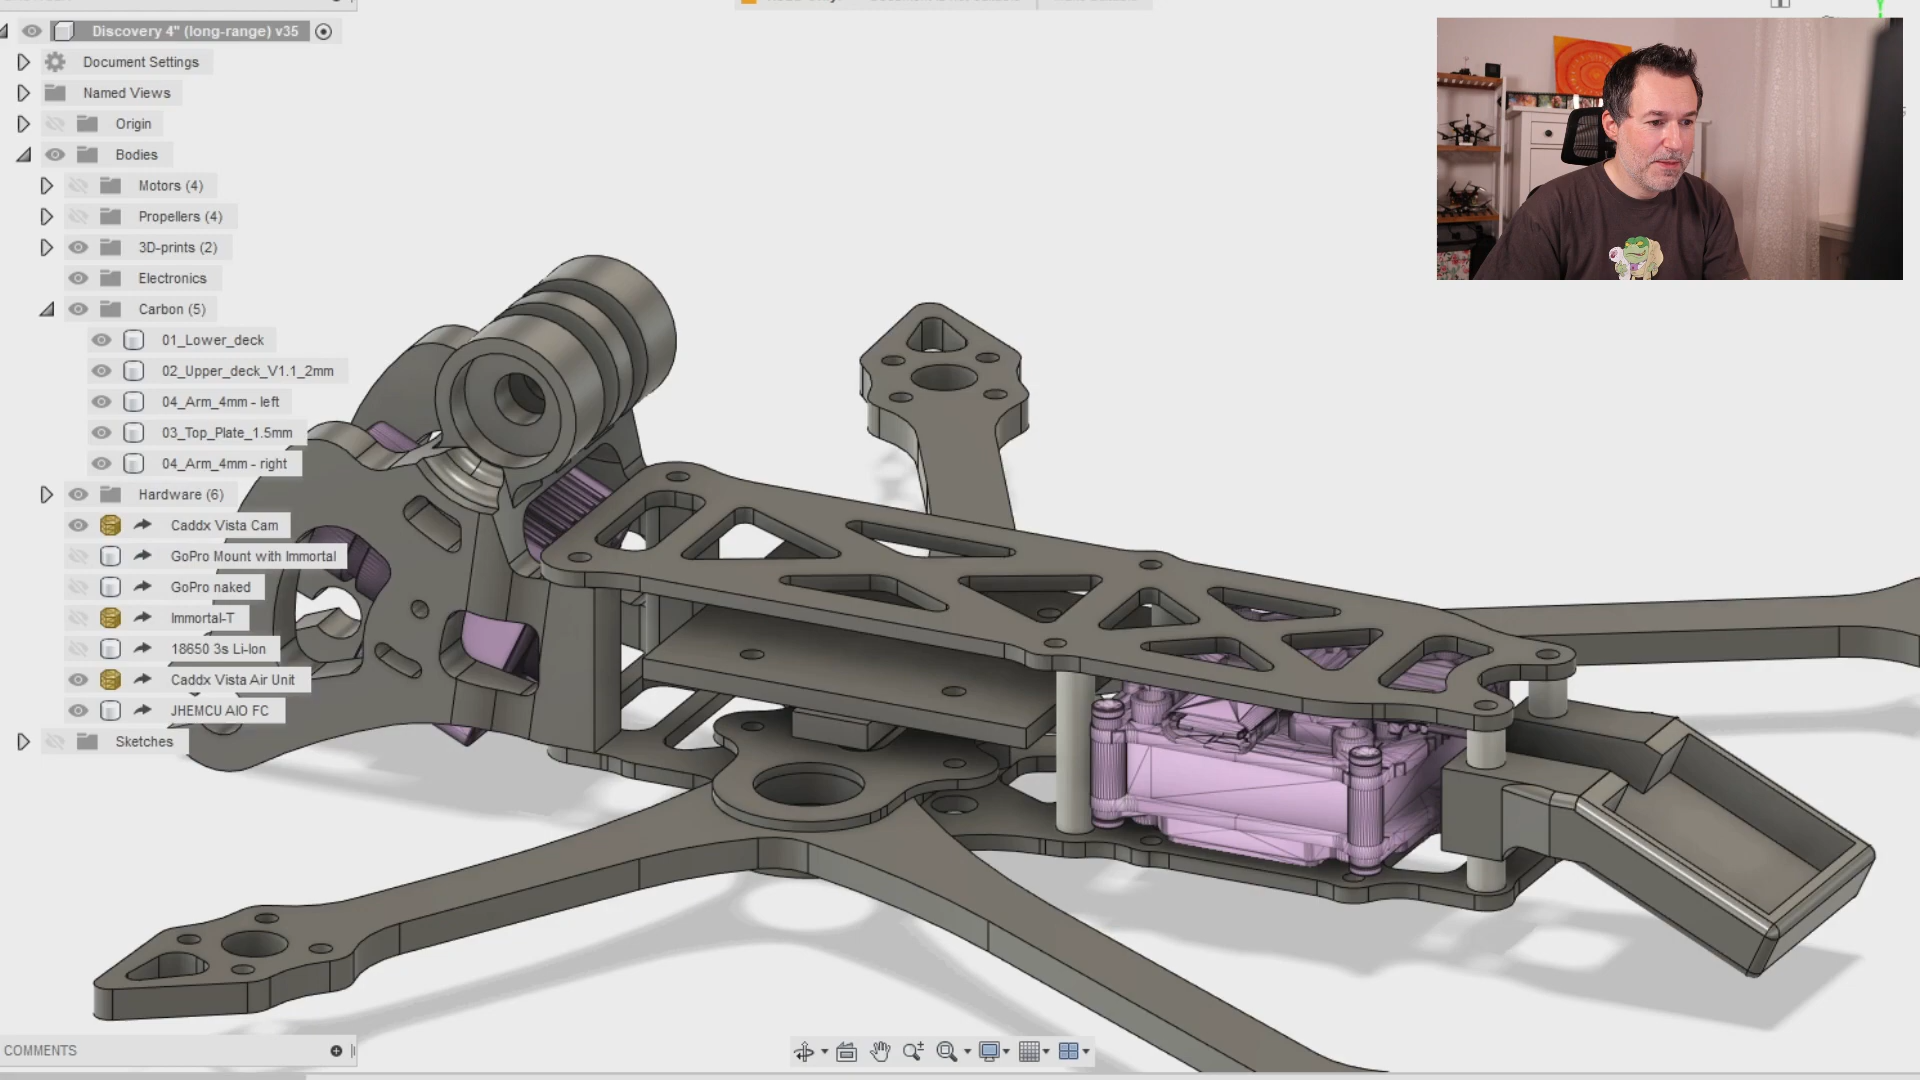 Discovery 4" (long-range) v35
Document Settings
Named Views
Origin
Bodies
Motors (4)
Propellers (4)
3D-prints (2)
Electronics
Carbon (5)
01_Lower_deck
02_Upper_deck_V1.1_2mm
04_Arm_4mm - left
03_Top_Plate_1.5mm
04_Arm_4mm - right
Hardware (6)
Caddx Vista Cam
GoPro Mount with Immortal
GoPro naked
Immortal-T
18650 3s Li-Ion
Caddx Vista Air Unit
JHEMCU AIO FC
Sketches
COMMENTS